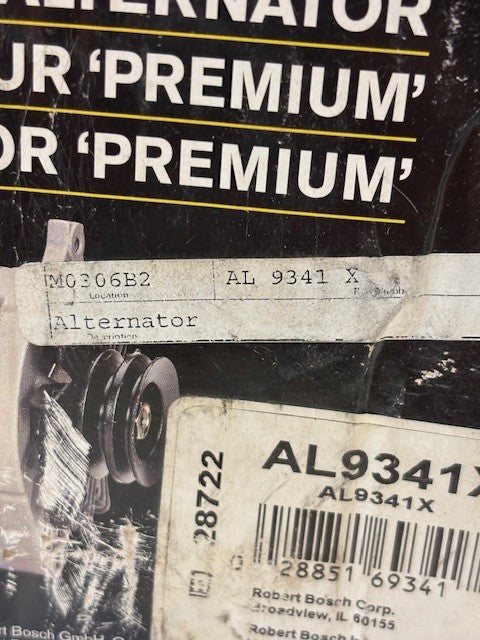 ALTERNATOR
UR ‘PREMIUM’
OR ‘PREMIUM’
M0306B2 AL 9341 X
Location
Alternator
Description
28722
AL9341X
AL9341X
28851 69341
Robert Bosch Corp.
Broadview, IL 60155
Robert Bosch
rt Bosch GmbH